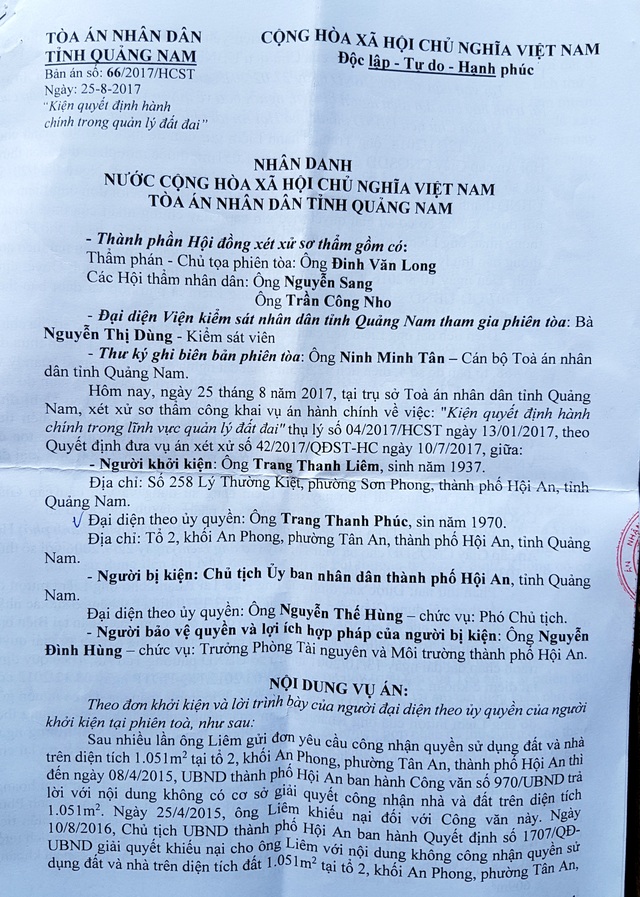 TÒA ÁN NHÂN DÂN
TỈNH QUẢNG NAM
Bản án số: 66/2017/HCST
Ngày: 25-8-2017
"Kiện quyết định hành
chính trong quản lý đất đai"
CỘNG HÒA XÃ HỘI CHỦ NGHĨA VIỆT NAM
Độc lập - Tự do - Hạnh phúc
NHÂN DANH
NƯỚC CỘNG HÒA XÃ HỘI CHỦ NGHĨA VIỆT NAM
TÒA ÁN NHÂN DÂN TỈNH QUẢNG NAM
- Thành phần Hội đồng xét xử sơ thẩm gồm có:
Thẩm phán - Chủ tọa phiên tòa: Ông Đinh Văn Long
Các Hội thẩm nhân dân: Ông Nguyễn Sang
Ông Trần Công Nho
- Đại diện Viện kiểm sát nhân dân tỉnh Quảng Nam tham gia phiên tòa: Bà
Nguyễn Thị Dùng - Kiểm sát viên
- Thư ký ghi biên bản phiên tòa: Ông Ninh Minh Tân – Cán bộ Toà án nhân
dân tỉnh Quảng Nam.
Hôm nay, ngày 25 tháng 8 năm 2017, tại trụ sở Toà án nhân dân tỉnh Quảng
Nam, xét xử sơ thẩm công khai vụ án hành chính về việc: "Kiện quyết định hành
chính trong lĩnh vực quản lý đất đai" thụ lý số 04/2017/HCST ngày 13/01/2017, theo
Quyết định đưa vụ án xét xử số 42/2017/QĐST-HC ngày 10/7/2017, giữa:
- Người khởi kiện: Ông Trang Thanh Liêm, sinh năm 1937.
Địa chỉ: Số 258 Lý Thường Kiệt, phường Sơn Phong, thành phố Hội An, tỉnh
Quảng Nam.
Đại diện theo ủy quyền: Ông Trang Thanh Phúc, sin năm 1970.
Địa chỉ: Tổ 2, khối An Phong, phường Tân An, thành phố Hội An, tỉnh Quảng
Nam.
- Người bị kiện: Chủ tịch Ủy ban nhân dân thành phố Hội An, tỉnh Quảng
Nam.
Đại diện theo ủy quyền: Ông Nguyễn Thế Hùng – chức vụ: Phó Chủ tịch.
- Người bảo vệ quyền và lợi ích hợp pháp của người bị kiện: Ông Nguyễn
Đình Hùng – chức vụ: Trưởng Phòng Tài nguyên và Môi trường thành phố Hội An.
NỘI DUNG VỤ ÁN:
Theo đơn khởi kiện và lời trình bày của người đại diện theo ủy quyền của người
khởi kiện tại phiên toà, như sau:
Sau nhiều lần ông Liêm gửi đơn yêu cầu công nhận quyền sử dụng đất và nhà
trên diện tích 1.051m² tại tổ 2, khối An Phong, phường Tân An, thành phố Hội An thì
đến ngày 08/4/2015, UBND thành phố Hội An ban hành Công văn số 970/UBND trả
lời với nội dung không có cơ sở giải quyết công nhận nhà và đất trên diện tích
1.051m². Ngày 25/4/2015, ông Liêm khiếu nại đối với Công văn này. Ngày
10/8/2016, Chủ tịch UBND thành phố Hội An ban hành Quyết định số 1707/QĐ-
UBND giải quyết khiếu nại cho ông Liêm với nội dung không công nhận quyền sử
dụng đất và nhà trên diện tích đất 1.051m² tại tổ 2, khối An Phong, phường Tân An,